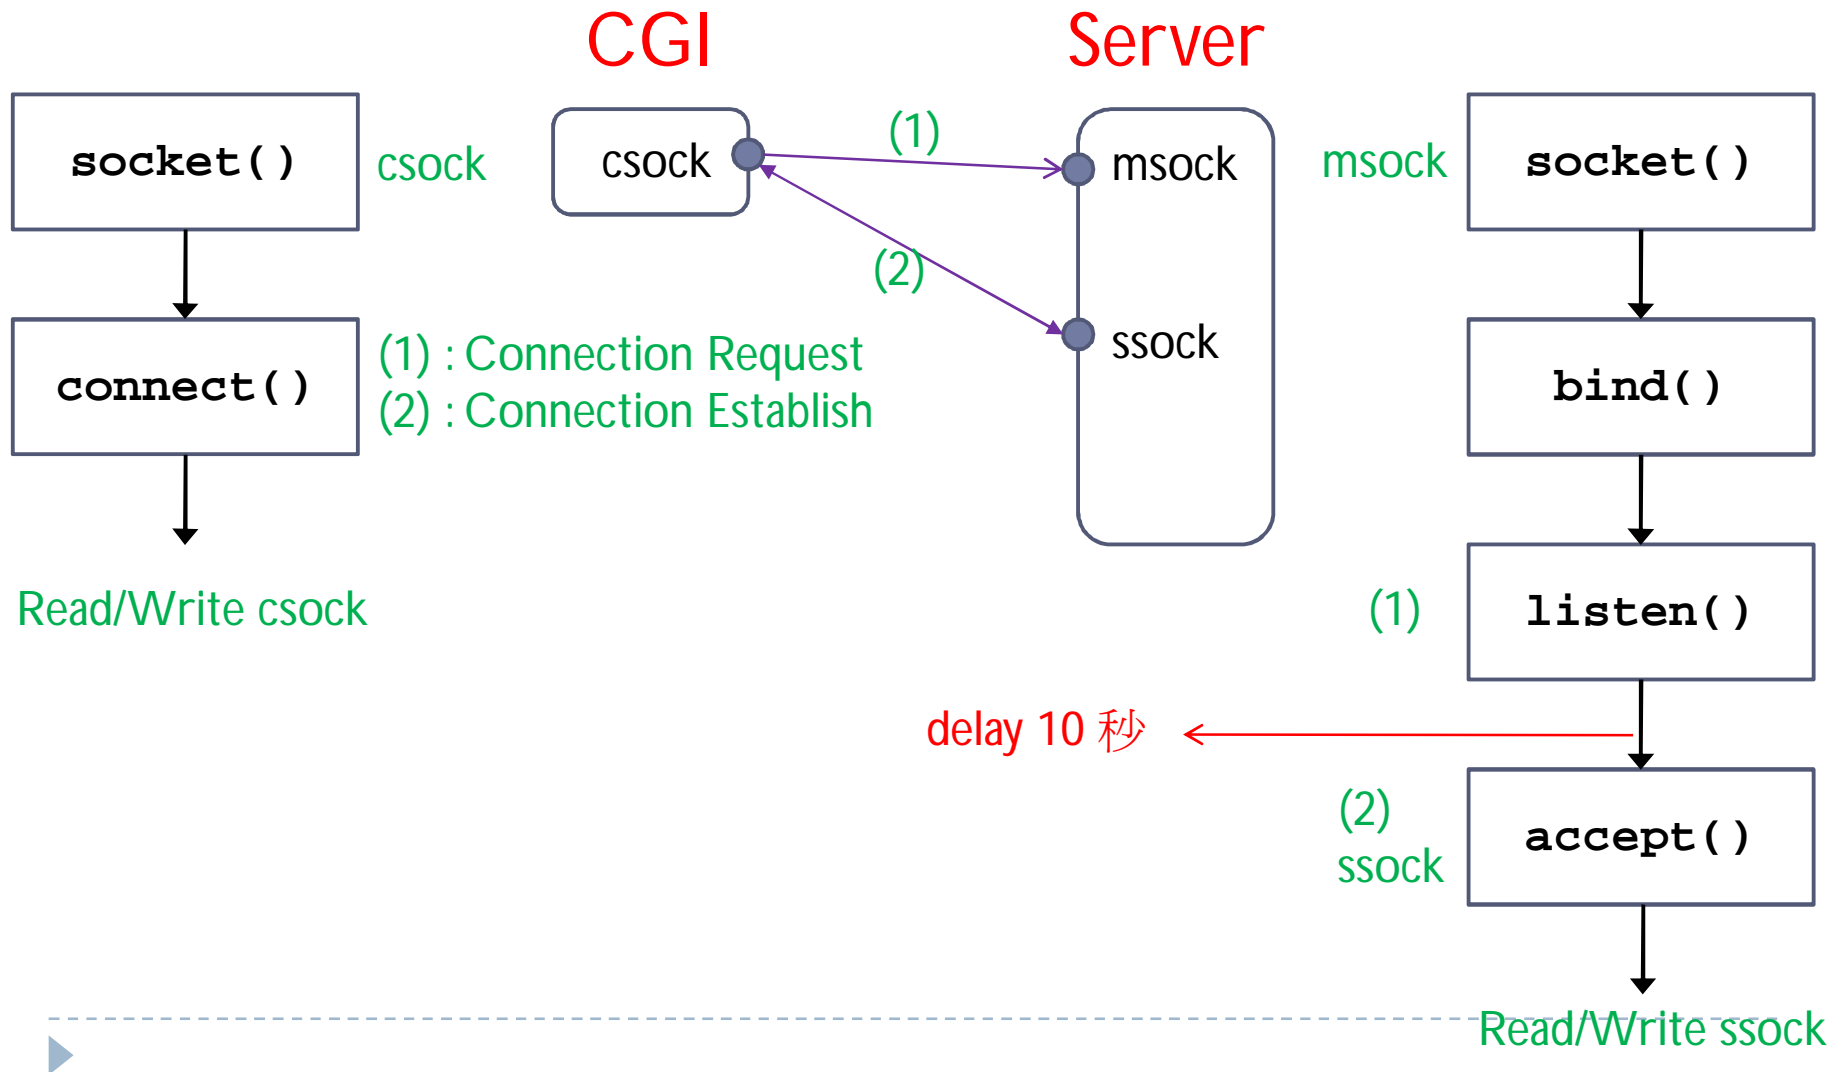 CGI
Server
socket()
csock
csock
(1)
msock
msock
socket()
(2)
ssock
connect()
(1) : Connection Request
(2) : Connection Establish
bind()
Read/Write csock
(1)
listen()
delay 10 秒
(2)
ssock
accept()
Read/Write ssock